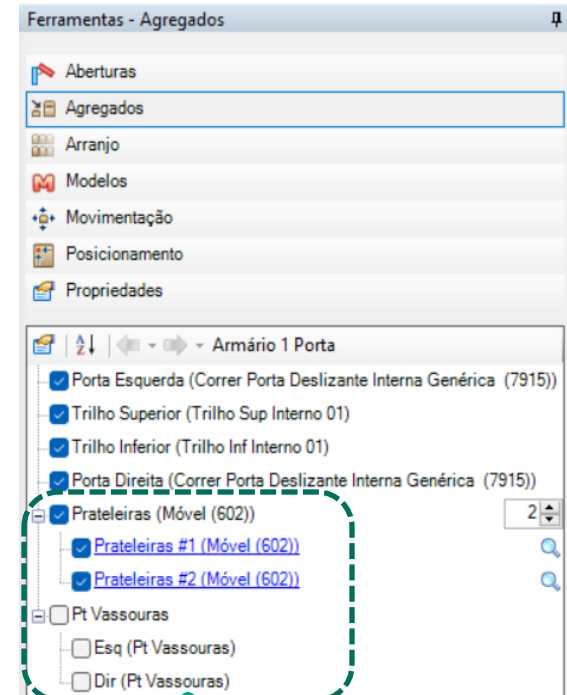 Ferramentas - Agregados
Aberturas
Agregados
Arranjo
Modelos
Movimentação
Posicionamento
Propriedades
Armário 1 Porta
Porta Esquerda (Correr Porta Deslizante Interna Genérica (7915))
Trilho Superior (Trilho Sup Interno 01)
Trilho Inferior (Trilho Inf Interno 01)
Porta Direita (Correr Porta Deslizante Interna Genérica (7915))
Prateleiras (Móvel (602)) 2
Prateleiras #1 (Móvel (602))
Prateleiras #2 (Móvel (602))
Pt Vassouras
Esq (Pt Vassouras)
Dir (Pt Vassouras)